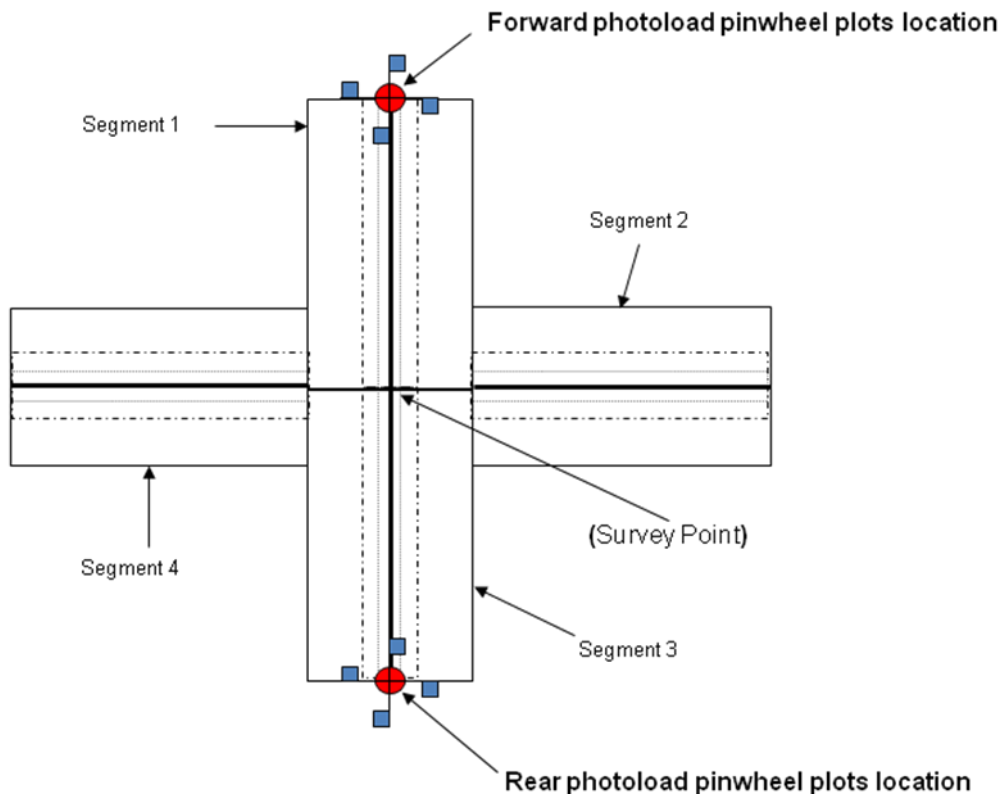 Forward photoload pinwheel plots location
Segment 1
Segment 2
(Survey Point)
Segment 4
Segment 3
Rear photoload pinwheel plots location